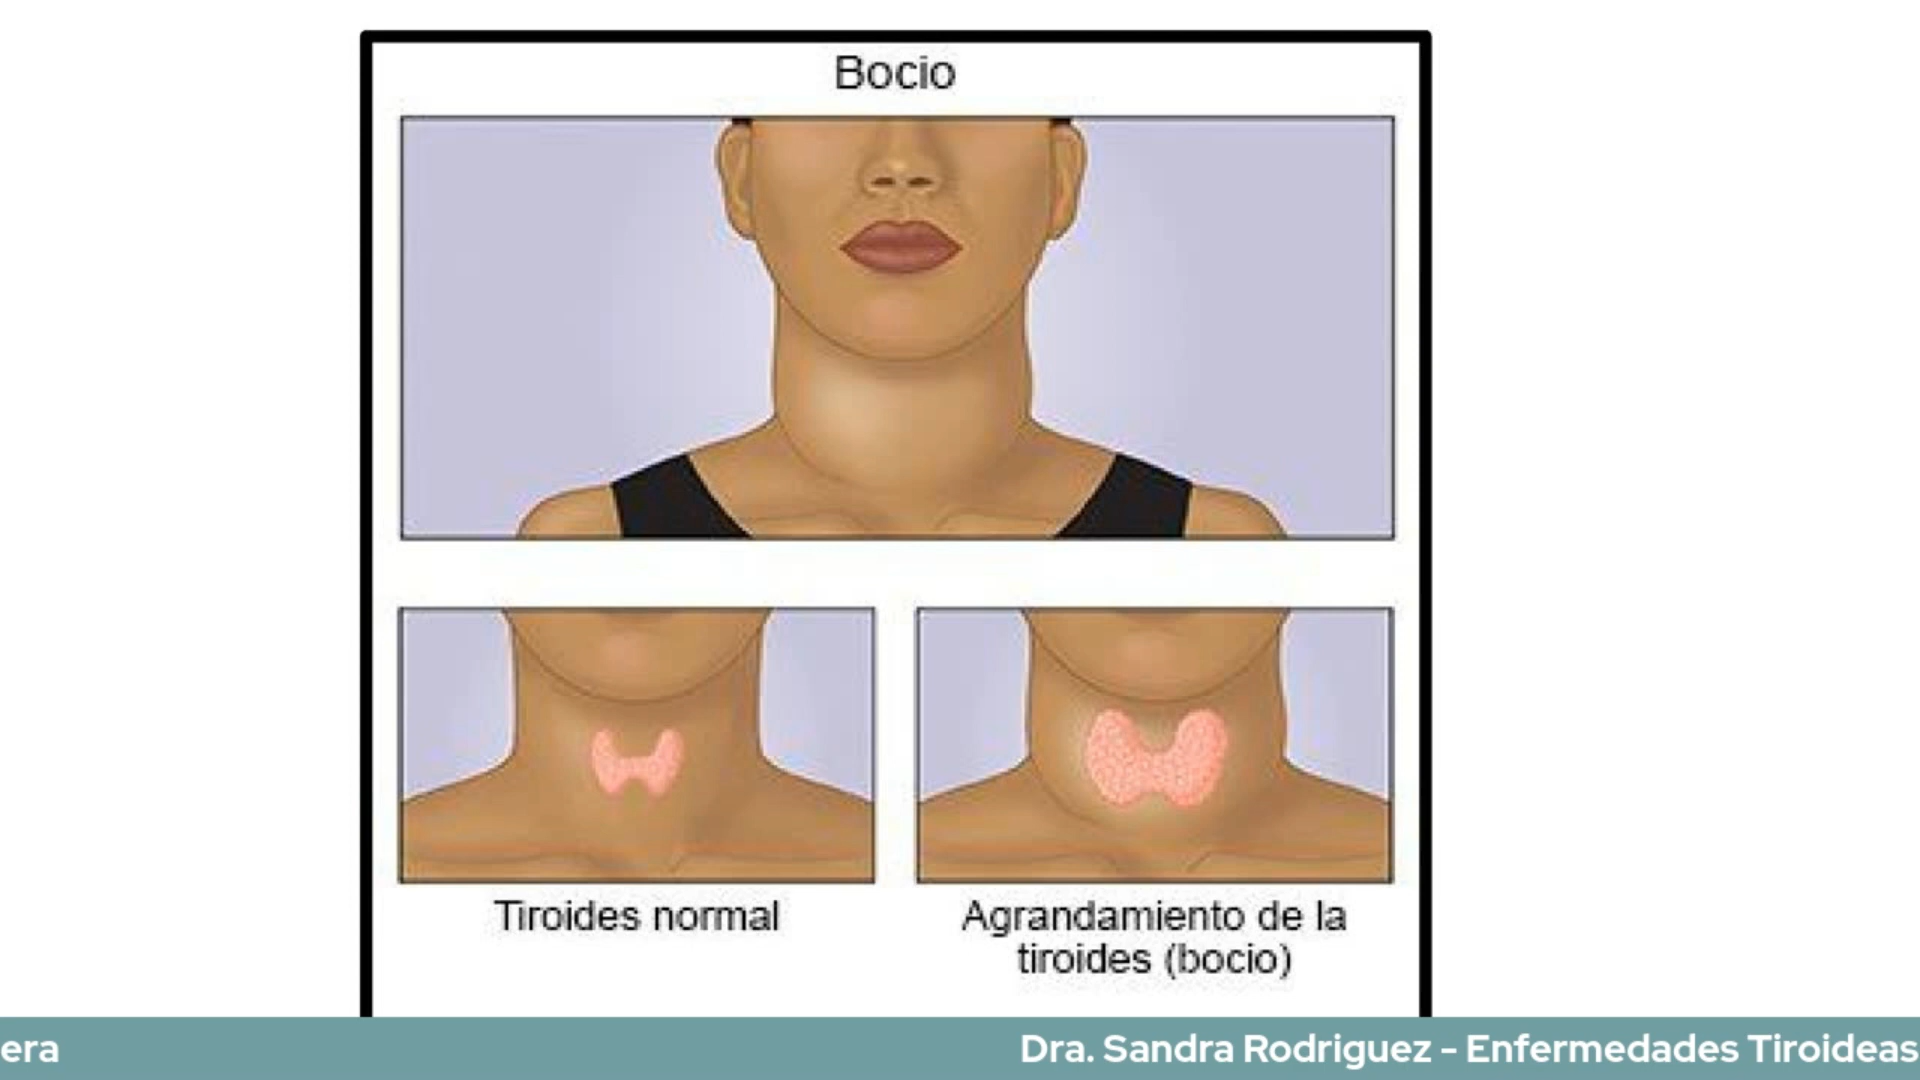 Bocio
Tiroides normal
Agrandamiento de la
tiroides (bocio)
era
Dra. Sandra Rodriguez - Enfermedades Tiroideas